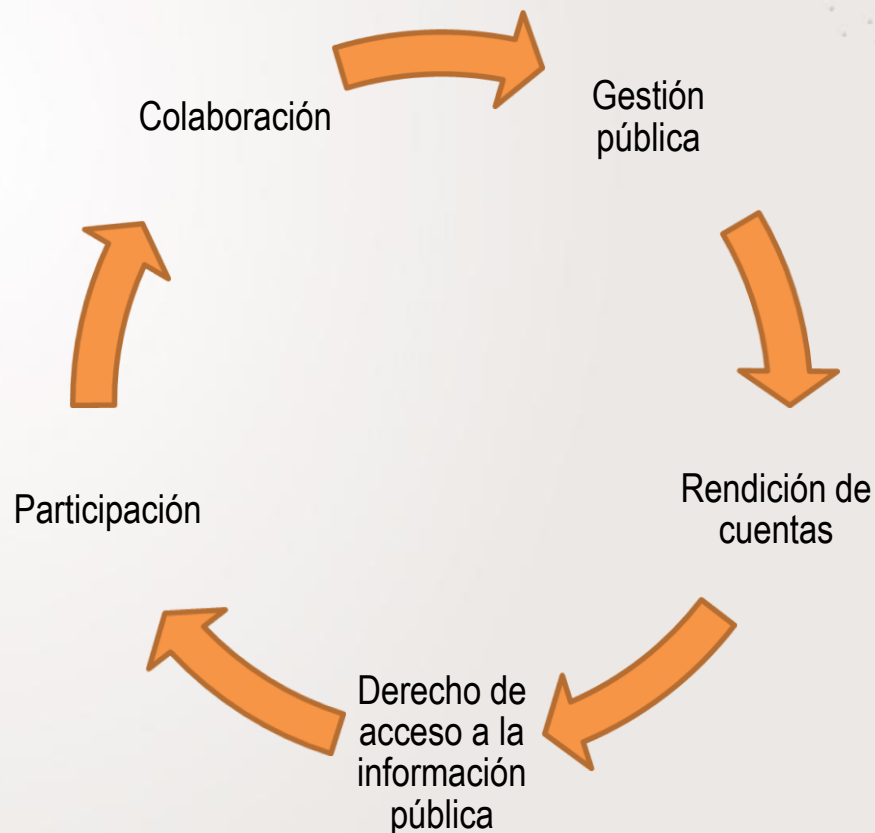 Colaboración
Gestión
pública
Rendición de
cuentas
Derecho de
acceso a la
información
pública
Participación